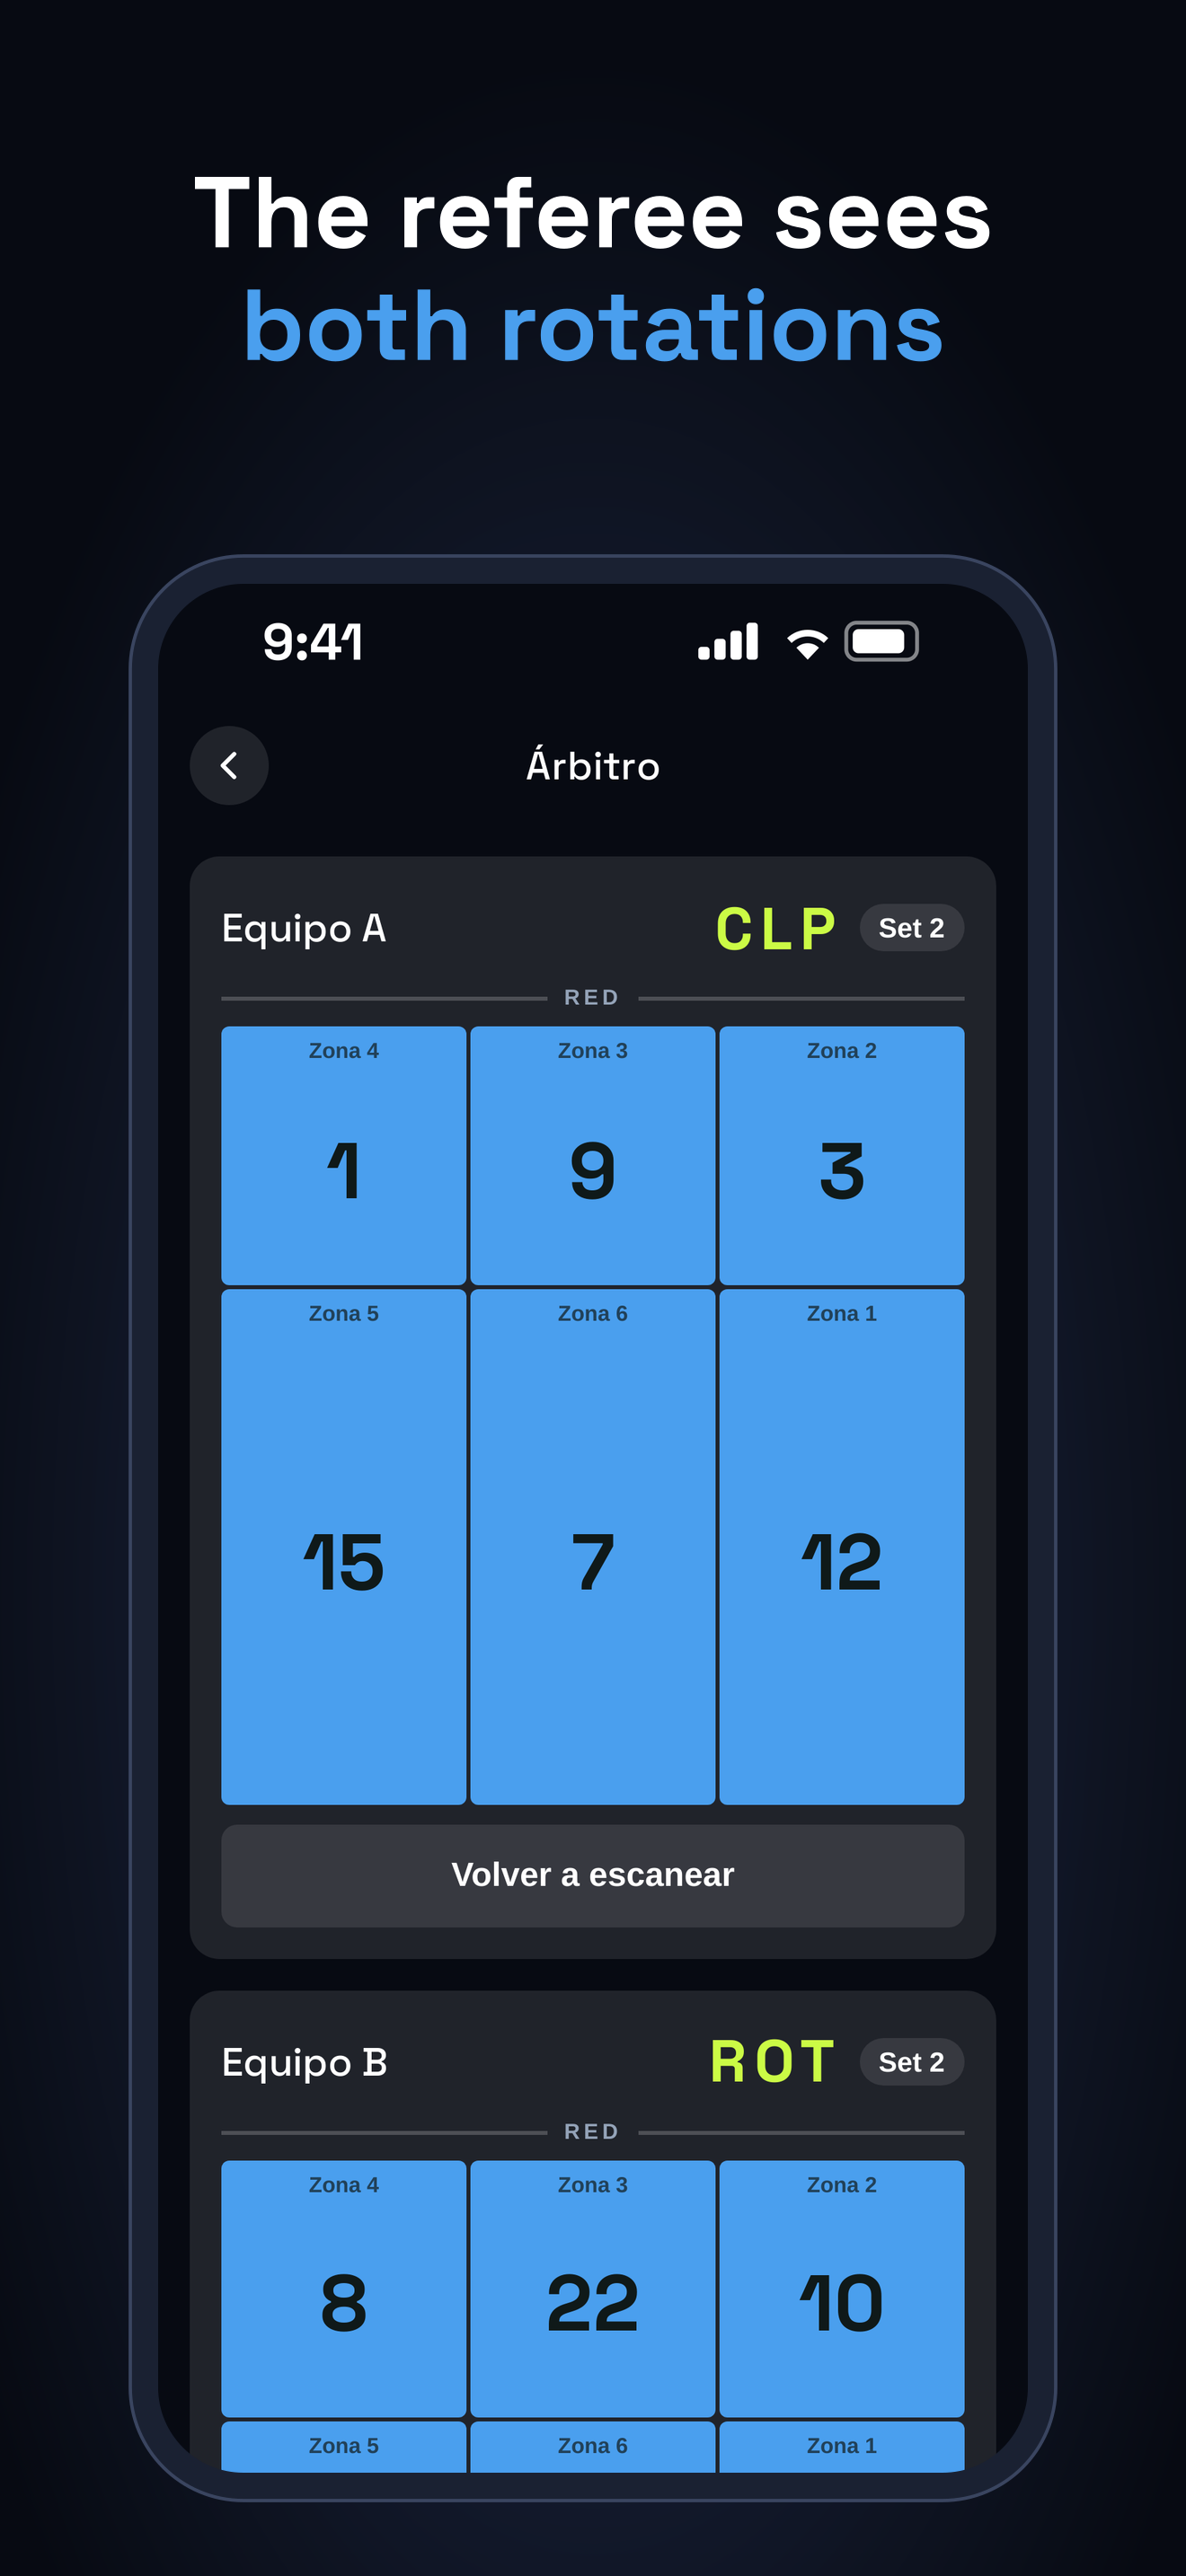 The referee sees
both rotations
9:41
Árbitro
Equipo A CLP Set 2
RED
Zona 4 Zona 3 Zona 2
1 9 3
Zona 5 Zona 6 Zona 1
15 7 12
Volver a escanear
Equipo B ROT Set 2
RED
Zona 4 Zona 3 Zona 2
8 22 10
Zona 5 Zona 6 Zona 1